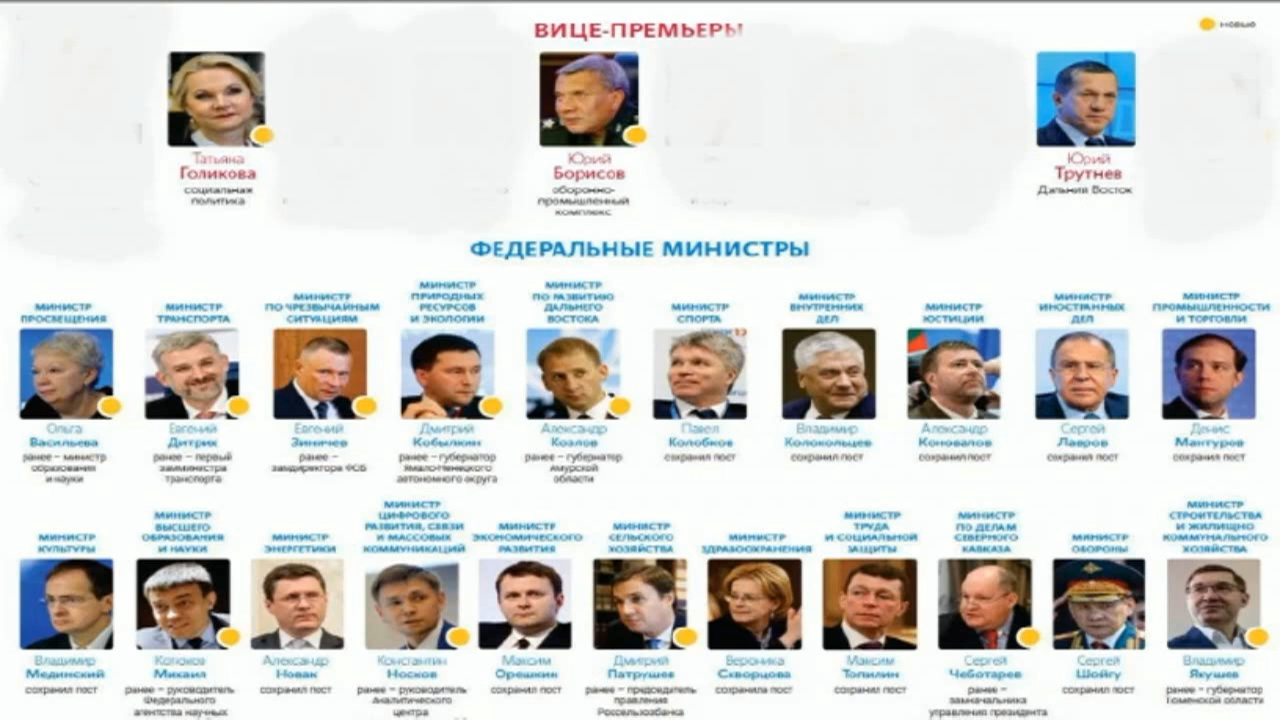 ВИЦЕ-ПРЕМЬЕРЫ
новые
Татьяна
Голикова
социальная
политика
Юрий
Борисов
оборонно-
промышленный
комплекс
Юрий
Трутнев
Дальний Восток
ФЕДЕРАЛЬНЫЕ МИНИСТРЫ
МИНИСТР
ПРОСВЕЩЕНИЯ
Ольга
Васильева
ранее – министр
образования
и науки
МИНИСТР
ТРАНСПОРТА
Евгений
Дитрих
ранее – первый
замминистра
транспорта
МИНИСТР
ПО ЧРЕЗВЫЧАЙНЫМ
СИТУАЦИЯМ
Евгений
Зиничев
ранее –
замдиректора ФСБ
МИНИСТР
ПРИРОДНЫХ
РЕСУРСОВ
И ЭКОЛОГИИ
Дмитрий
Кобылкин
ранее – губернатор
Ямало-Ненецкого
автономного округа
МИНИСТР
ПО РАЗВИТИЮ
ДАЛЬНЕГО
ВОСТОКА
Александр
Козлов
ранее – губернатор
Амурской
области
МИНИСТР
СПОРТА
Павел
Колобков
сохранил пост
МИНИСТР
ВНУТРЕННИХ
ДЕЛ
Владимир
Колокольцев
сохранил пост
МИНИСТР
ЮСТИЦИИ
Александр
Коновалов
сохранил пост
МИНИСТР
ИНОСТРАННЫХ
ДЕЛ
Сергей
Лавров
сохранил пост
МИНИСТР
ПРОМЫШЛЕННОСТИ
И ТОРГОВЛИ
Денис
Мантуров
сохранил пост
МИНИСТР
КУЛЬТУРЫ
Владимир
Мединский
сохранил пост
МИНИСТР
ВЫСШЕГО
ОБРАЗОВАНИЯ
И НАУКИ
Котюков
Михаил
ранее – руководитель
Федерального
агентства научных
МИНИСТР
ЭНЕРГЕТИКИ
Александр
Новак
сохранил пост
МИНИСТР
ЦИФРОВОГО
РАЗВИТИЯ, СВЯЗИ
И МАССОВЫХ
КОММУНИКАЦИЙ
Константин
Носков
ранее – руководитель
Аналитического
центра
МИНИСТР
ЭКОНОМИЧЕСКОГО
РАЗВИТИЯ
Максим
Орешкин
сохранил пост
МИНИСТР
СЕЛЬСКОГО
ХОЗЯЙСТВА
Дмитрий
Патрушев
ранее – председатель
правления
Россельхозбанка
МИНИСТР
ЗДРАВООХРАНЕНИЯ
Вероника
Скворцова
сохранила пост
МИНИСТР
ТРУДА
И СОЦИАЛЬНОЙ
ЗАЩИТЫ
Максим
Топилин
сохранил пост
МИНИСТР
ПО ДЕЛАМ
СЕВЕРНОГО
КАВКАЗА
Сергей
Чеботарев
ранее –
замначальника
управления президента
МИНИСТР
ОБОРОНЫ
Сергей
Шойгу
сохранил пост
МИНИСТР
СТРОИТЕЛЬСТВА
И ЖИЛИЩНО
КОММУНАЛЬНОГО
ХОЗЯЙСТВА
Владимир
Якушев
ранее – губернатор
Тюменской области